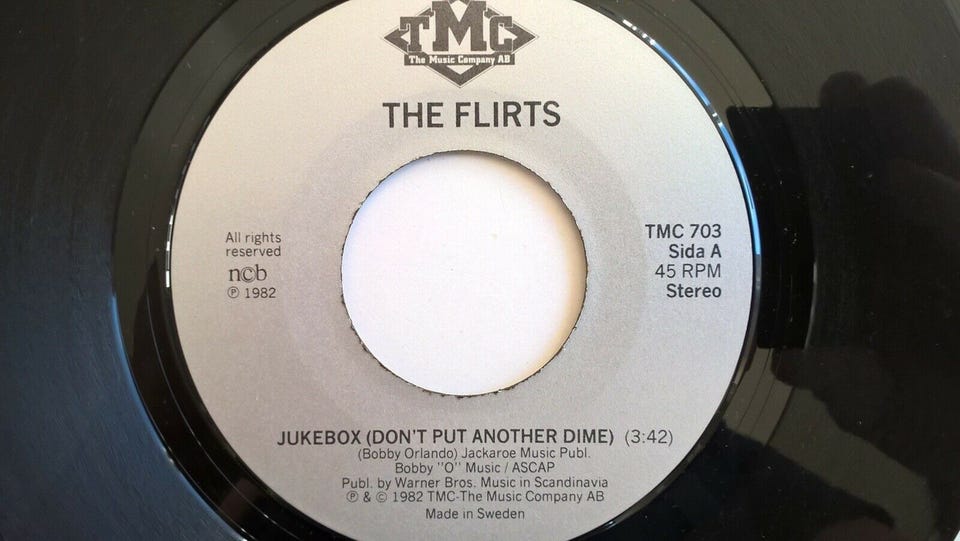 TMC
The Music Company AB
THE FLIRTS
All rights
reserved
n©b
℗ 1982
TMC 703
Sida A
45 RPM
Stereo
JUKEBOX (DON'T PUT ANOTHER DIME) (3:42)
(Bobby Orlando) Jackaroe Music Publ.
Bobby "O" Music / ASCAP
Publ. by Warner Bros. Music in Scandinavia
℗ & © 1982 TMC-The Music Company AB
Made in Sweden